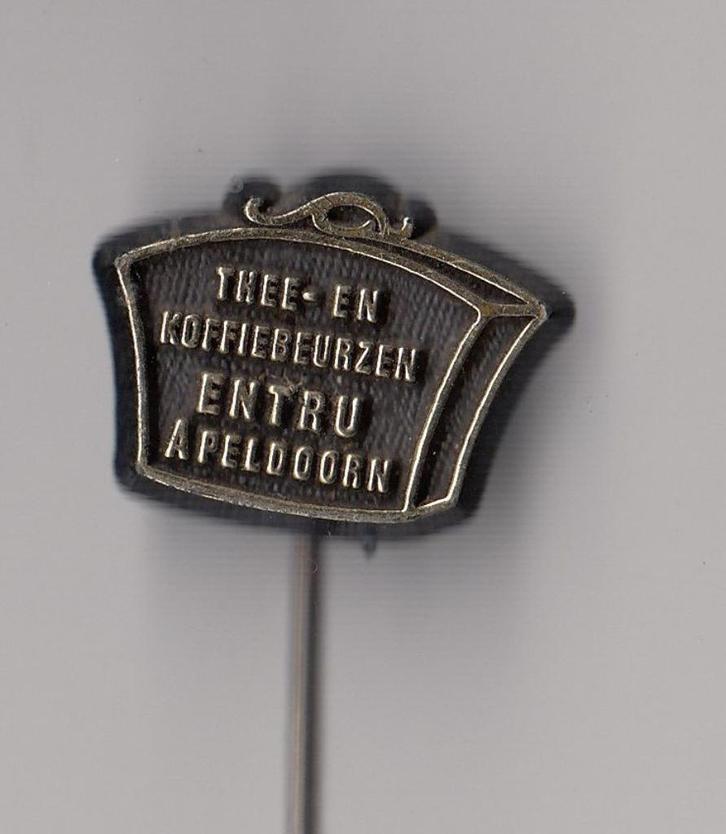 THEE- EN
KOFFIEBEURZEN
ENTRU
APELDOORN